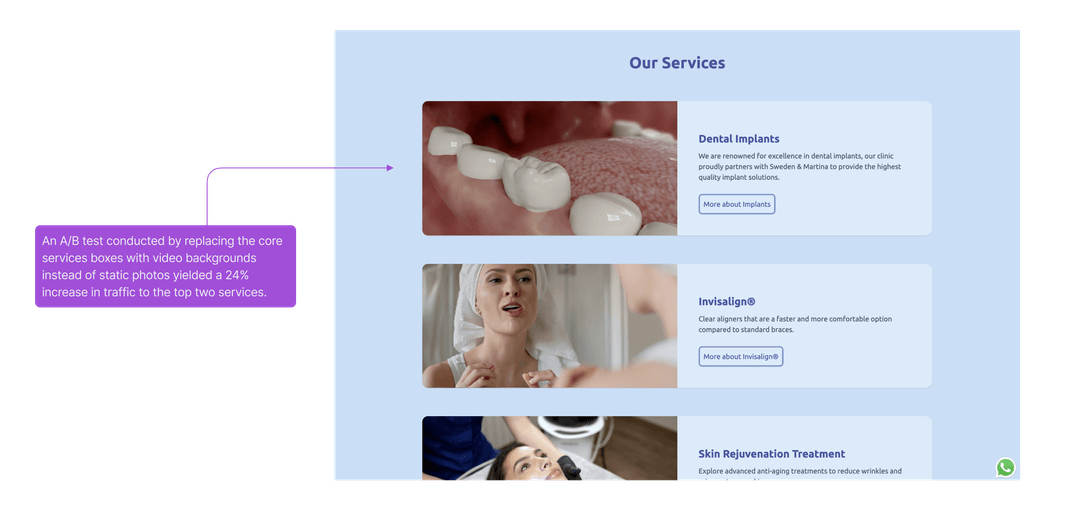 Our Services
Dental Implants
We are renowned for excellence in dental implants, our clinic
proudly partners with Sweden & Martina to provide the highest
quality implant solutions.
More about Implants
An A/B test conducted by replacing the core
services boxes with video backgrounds
instead of static photos yielded a 24%
increase in traffic to the top two services.
Invisalign®
Clear aligners that are a faster and more comfortable option
compared to standard braces.
More about Invisalign®
Skin Rejuvenation Treatment
Explore advanced anti-aging treatments to reduce wrinkles and